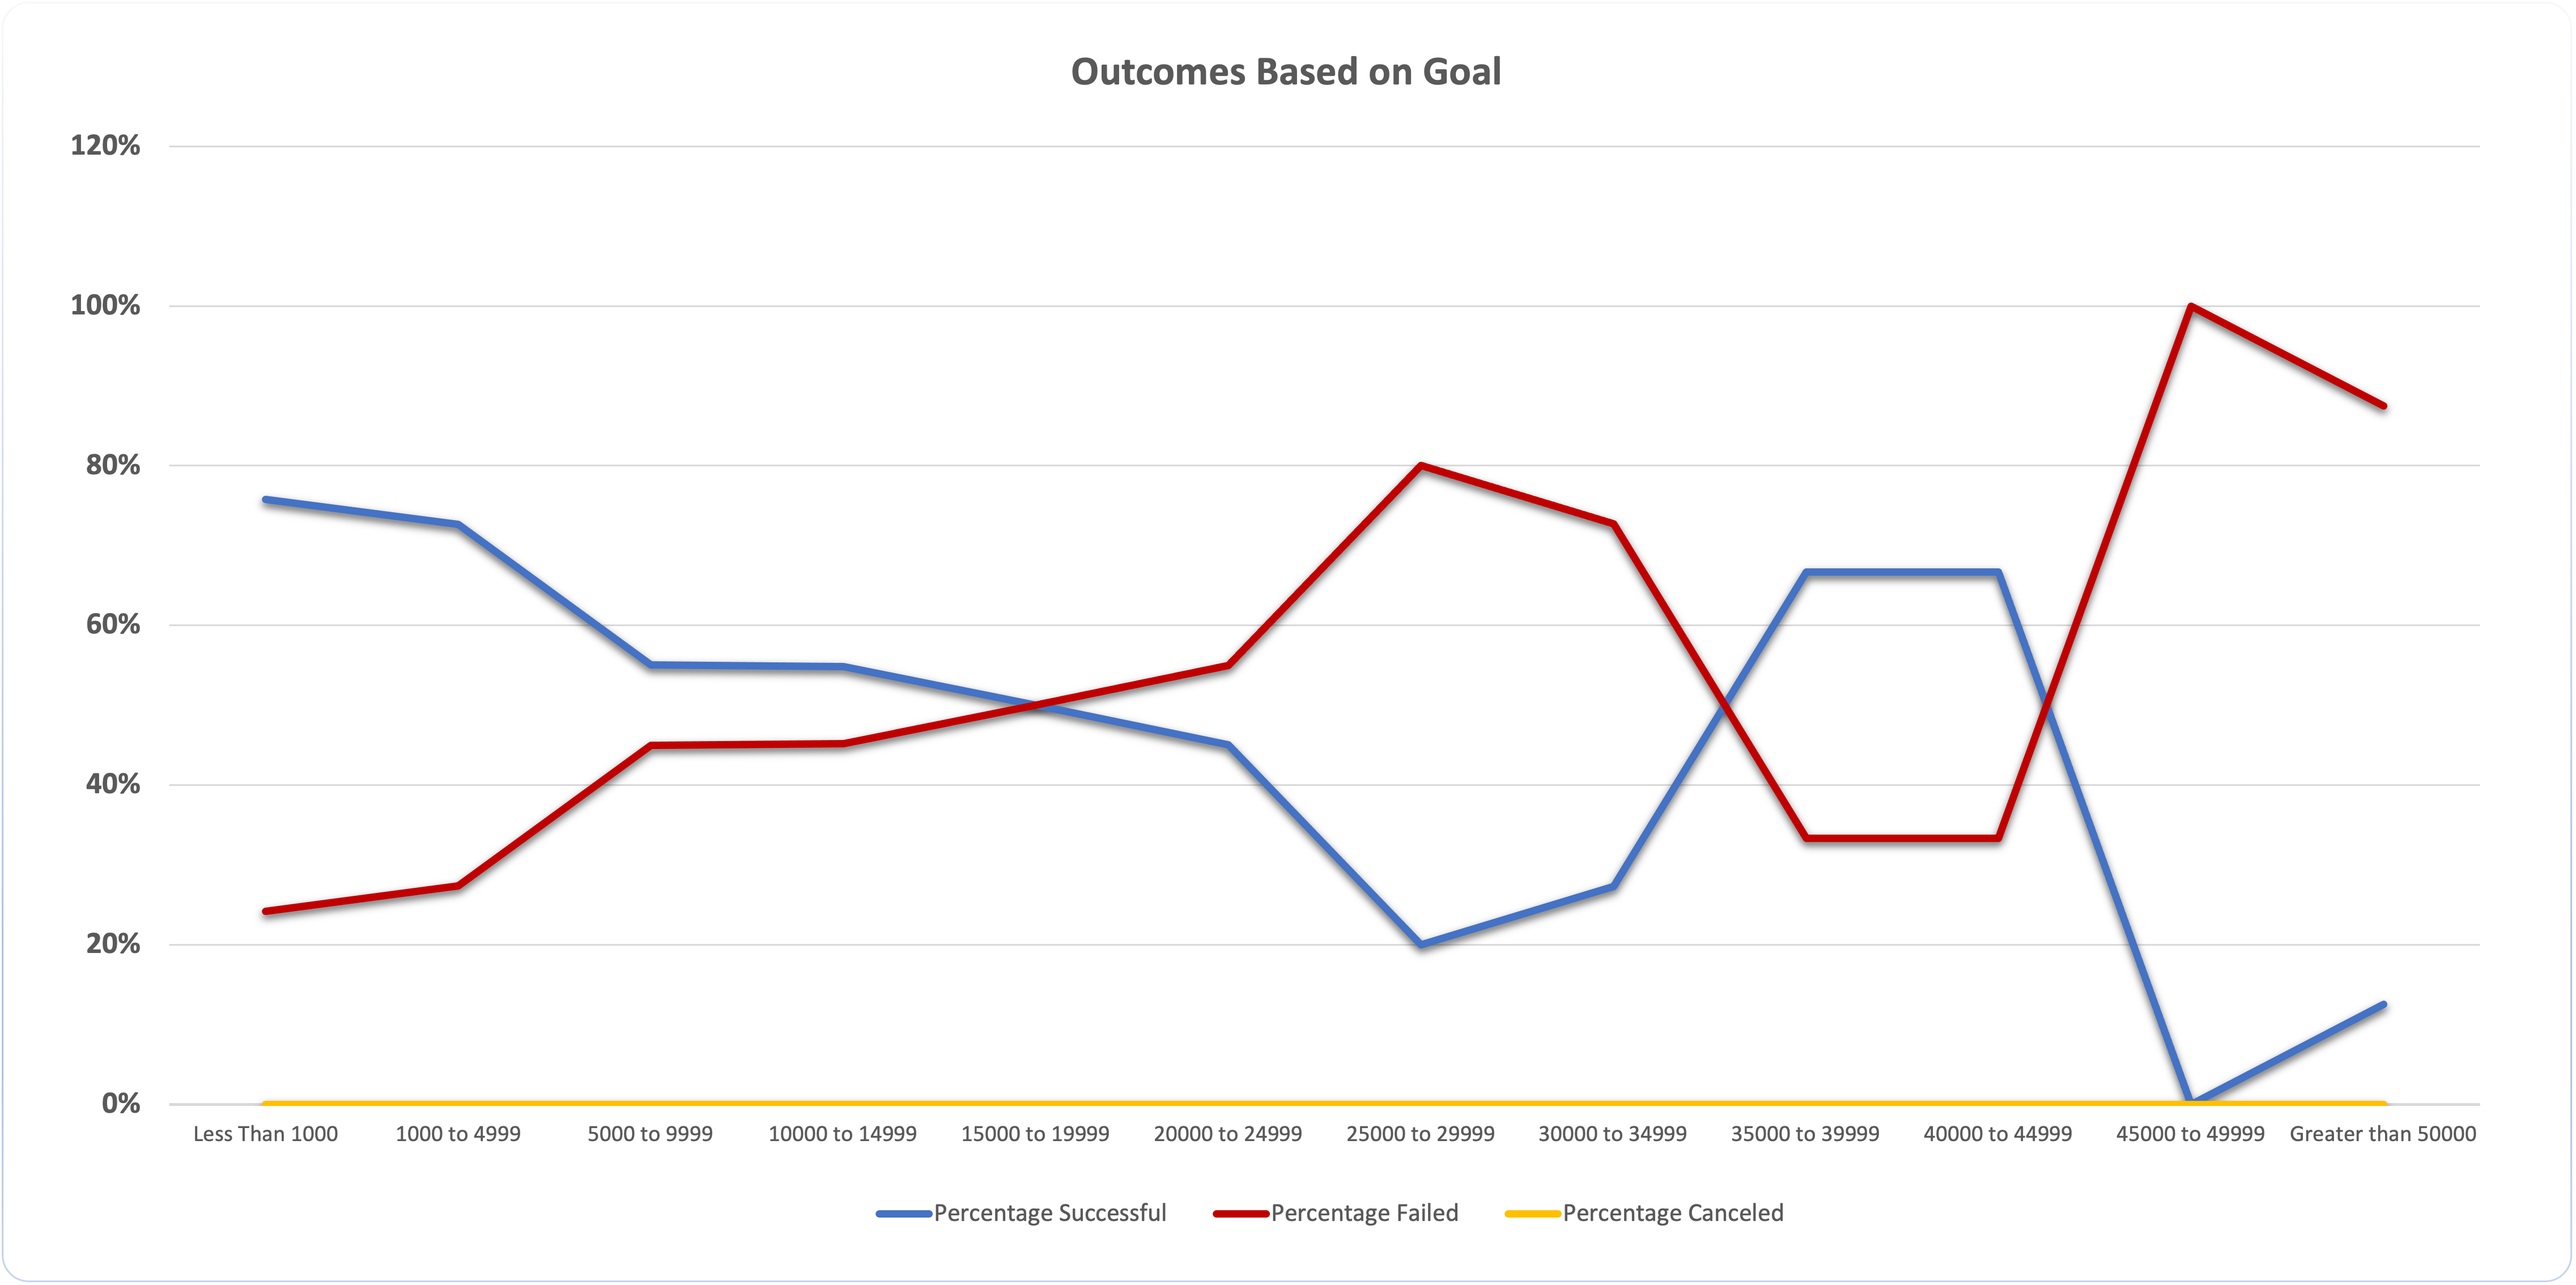 Outcomes Based on Goal
120%
100%
80%
60%
40%
20%
0%
Less Than 1000 1000 to 4999 5000 to 9999 10000 to 14999 15000 to 19999 20000 to 24999 25000 to 29999 30000 to 34999 35000 to 39999 40000 to 44999 45000 to 49999 Greater than 50000
Percentage Successful Percentage Failed Percentage Canceled